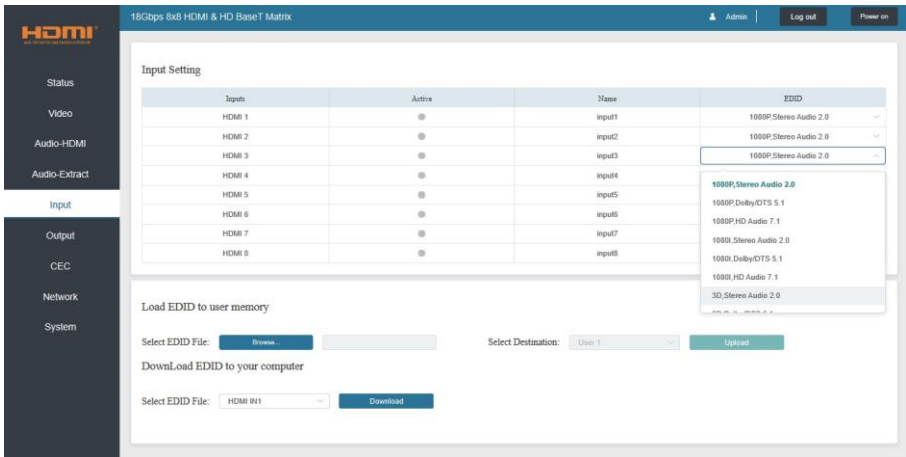 HDMI
18Gbps 8x8 HDMI & HD BaseT Matrix
Admin
Log out
Power on
Status
Video
Audio-HDMI
Audio-Extract
Input
Output
CEC
Network
System
Input Setting
Inputs Active Name EDID
HDMI 1 input1 1080P,Stereo Audio 2.0
HDMI 2 input2 1080P,Stereo Audio 2.0
HDMI 3 input3 1080P,Stereo Audio 2.0
HDMI 4 input4
HDMI 5 input5
HDMI 6 input6
HDMI 7 input7
HDMI 8 input8
1080P,Stereo Audio 2.0
1080P,Dolby/DTS 5.1
1080P,HD Audio 7.1
1080I,Stereo Audio 2.0
1080I,Dolby/DTS 5.1
1080I,HD Audio 7.1
3D,Stereo Audio 2.0
Load EDID to user memory
Select EDID File: Browse... Select Destination: User 1 Upload
DownLoad EDID to your computer
Select EDID File: HDMI IN1 Download